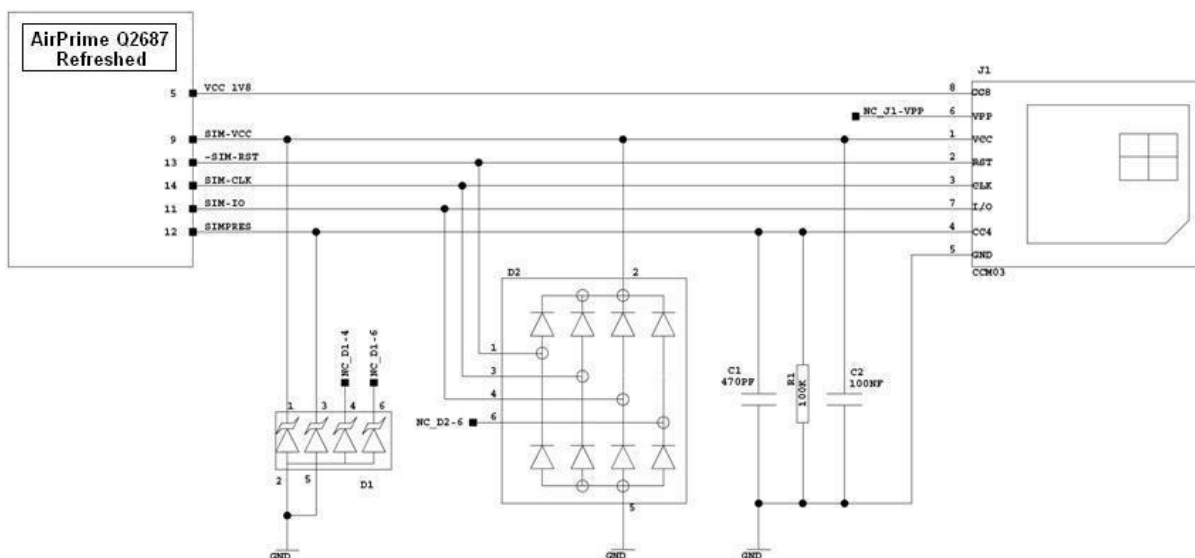 AirPrime Q2687
Refreshed
J1
5 VCC 1V8 8 CC8
NC_J1-VPP 6 VPP
9 SIM-VCC 1 VCC
13 -SIM-RST 2 RST
14 SIM-CLK 3 CLK
11 SIM-IO 7 I/O
12 SIMPRES 4 CC4
5 GND
CCM03
D2 2
1
3
4
NC_D2-6 6
5
NC_D1-4
NC_D1-6
1 3 4 6
2 5 D1
C1
470PF
R1
100K
C2
100NF
GND
GND
GND